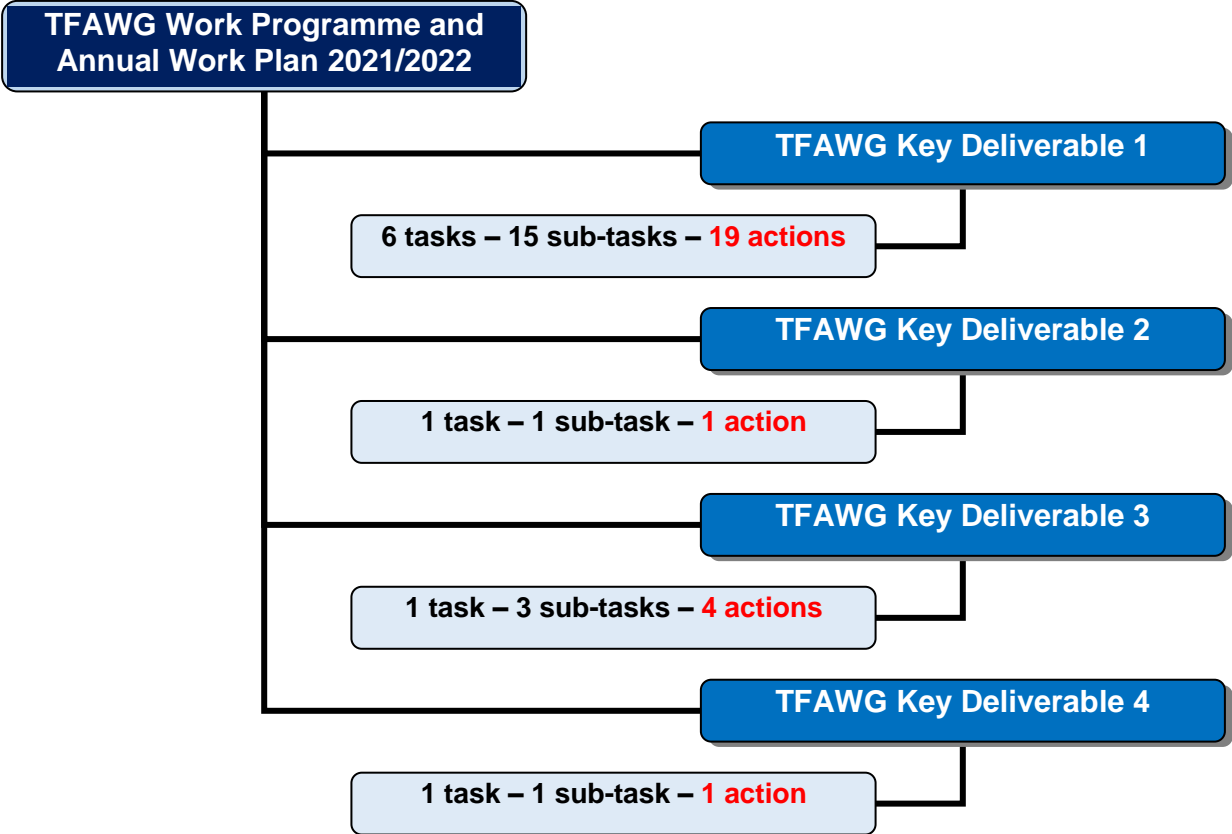 TFAWG Work Programme and
Annual Work Plan 2021/2022
TFAWG Key Deliverable 1
6 tasks – 15 sub-tasks – 19 actions
TFAWG Key Deliverable 2
1 task – 1 sub-task – 1 action
TFAWG Key Deliverable 3
1 task – 3 sub-tasks – 4 actions
TFAWG Key Deliverable 4
1 task – 1 sub-task – 1 action